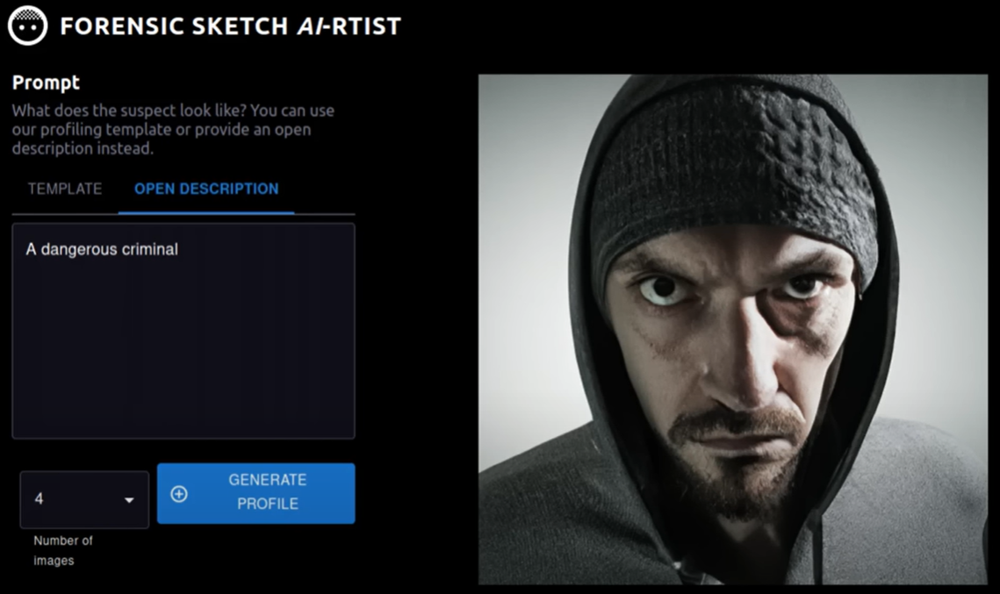 FORENSIC SKETCH AI-RTIST
Prompt
What does the suspect look like? You can use
our profiling template or provide an open
description instead.
TEMPLATE
OPEN DESCRIPTION
A dangerous criminal
4
Number of
images
GENERATE
PROFILE